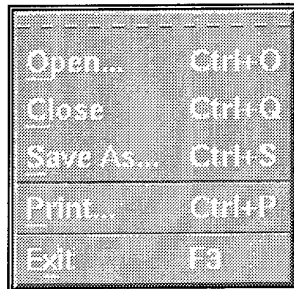 Open... Ctrl+O
Close Ctrl+Q
Save As... Ctrl+S
Print... Ctrl+P
Exit F3